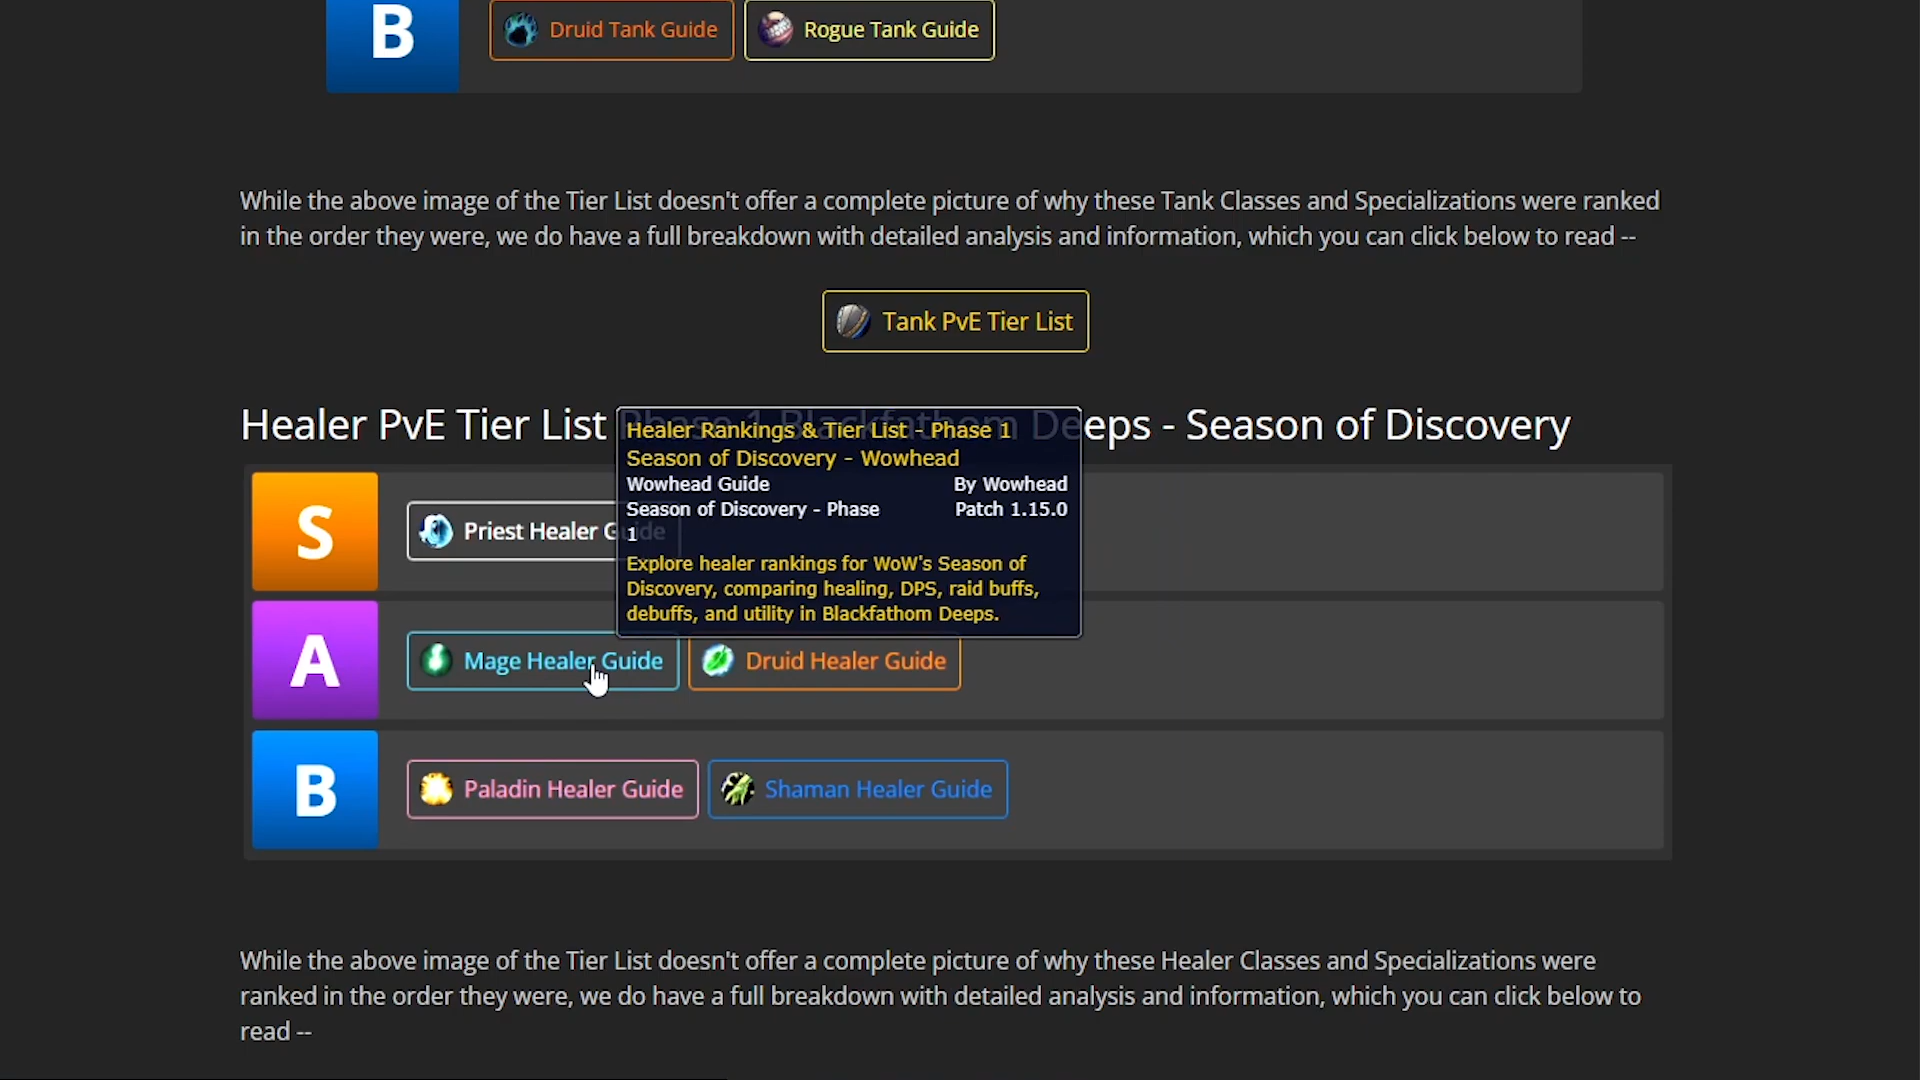 B
Druid Tank Guide
Rogue Tank Guide
While the above image of the Tier List doesn't offer a complete picture of why these Tank Classes and Specializations were ranked
in the order they were, we do have a full breakdown with detailed analysis and information, which you can click below to read --
Tank PvE Tier List
Healer PvE Tier List Phase 1 Blackfathom Deeps - Season of Discovery
Healer Rankings & Tier List - Phase 1
Season of Discovery - Wowhead
Wowhead Guide By Wowhead
Season of Discovery - Phase Patch 1.15.0
1
Explore healer rankings for WoW's Season of
Discovery, comparing healing, DPS, raid buffs,
debuffs, and utility in Blackfathom Deeps.
S
Priest Healer Guide
A
Mage Healer Guide
Druid Healer Guide
B
Paladin Healer Guide
Shaman Healer Guide
While the above image of the Tier List doesn't offer a complete picture of why these Healer Classes and Specializations were
ranked in the order they were, we do have a full breakdown with detailed analysis and information, which you can click below to
read --